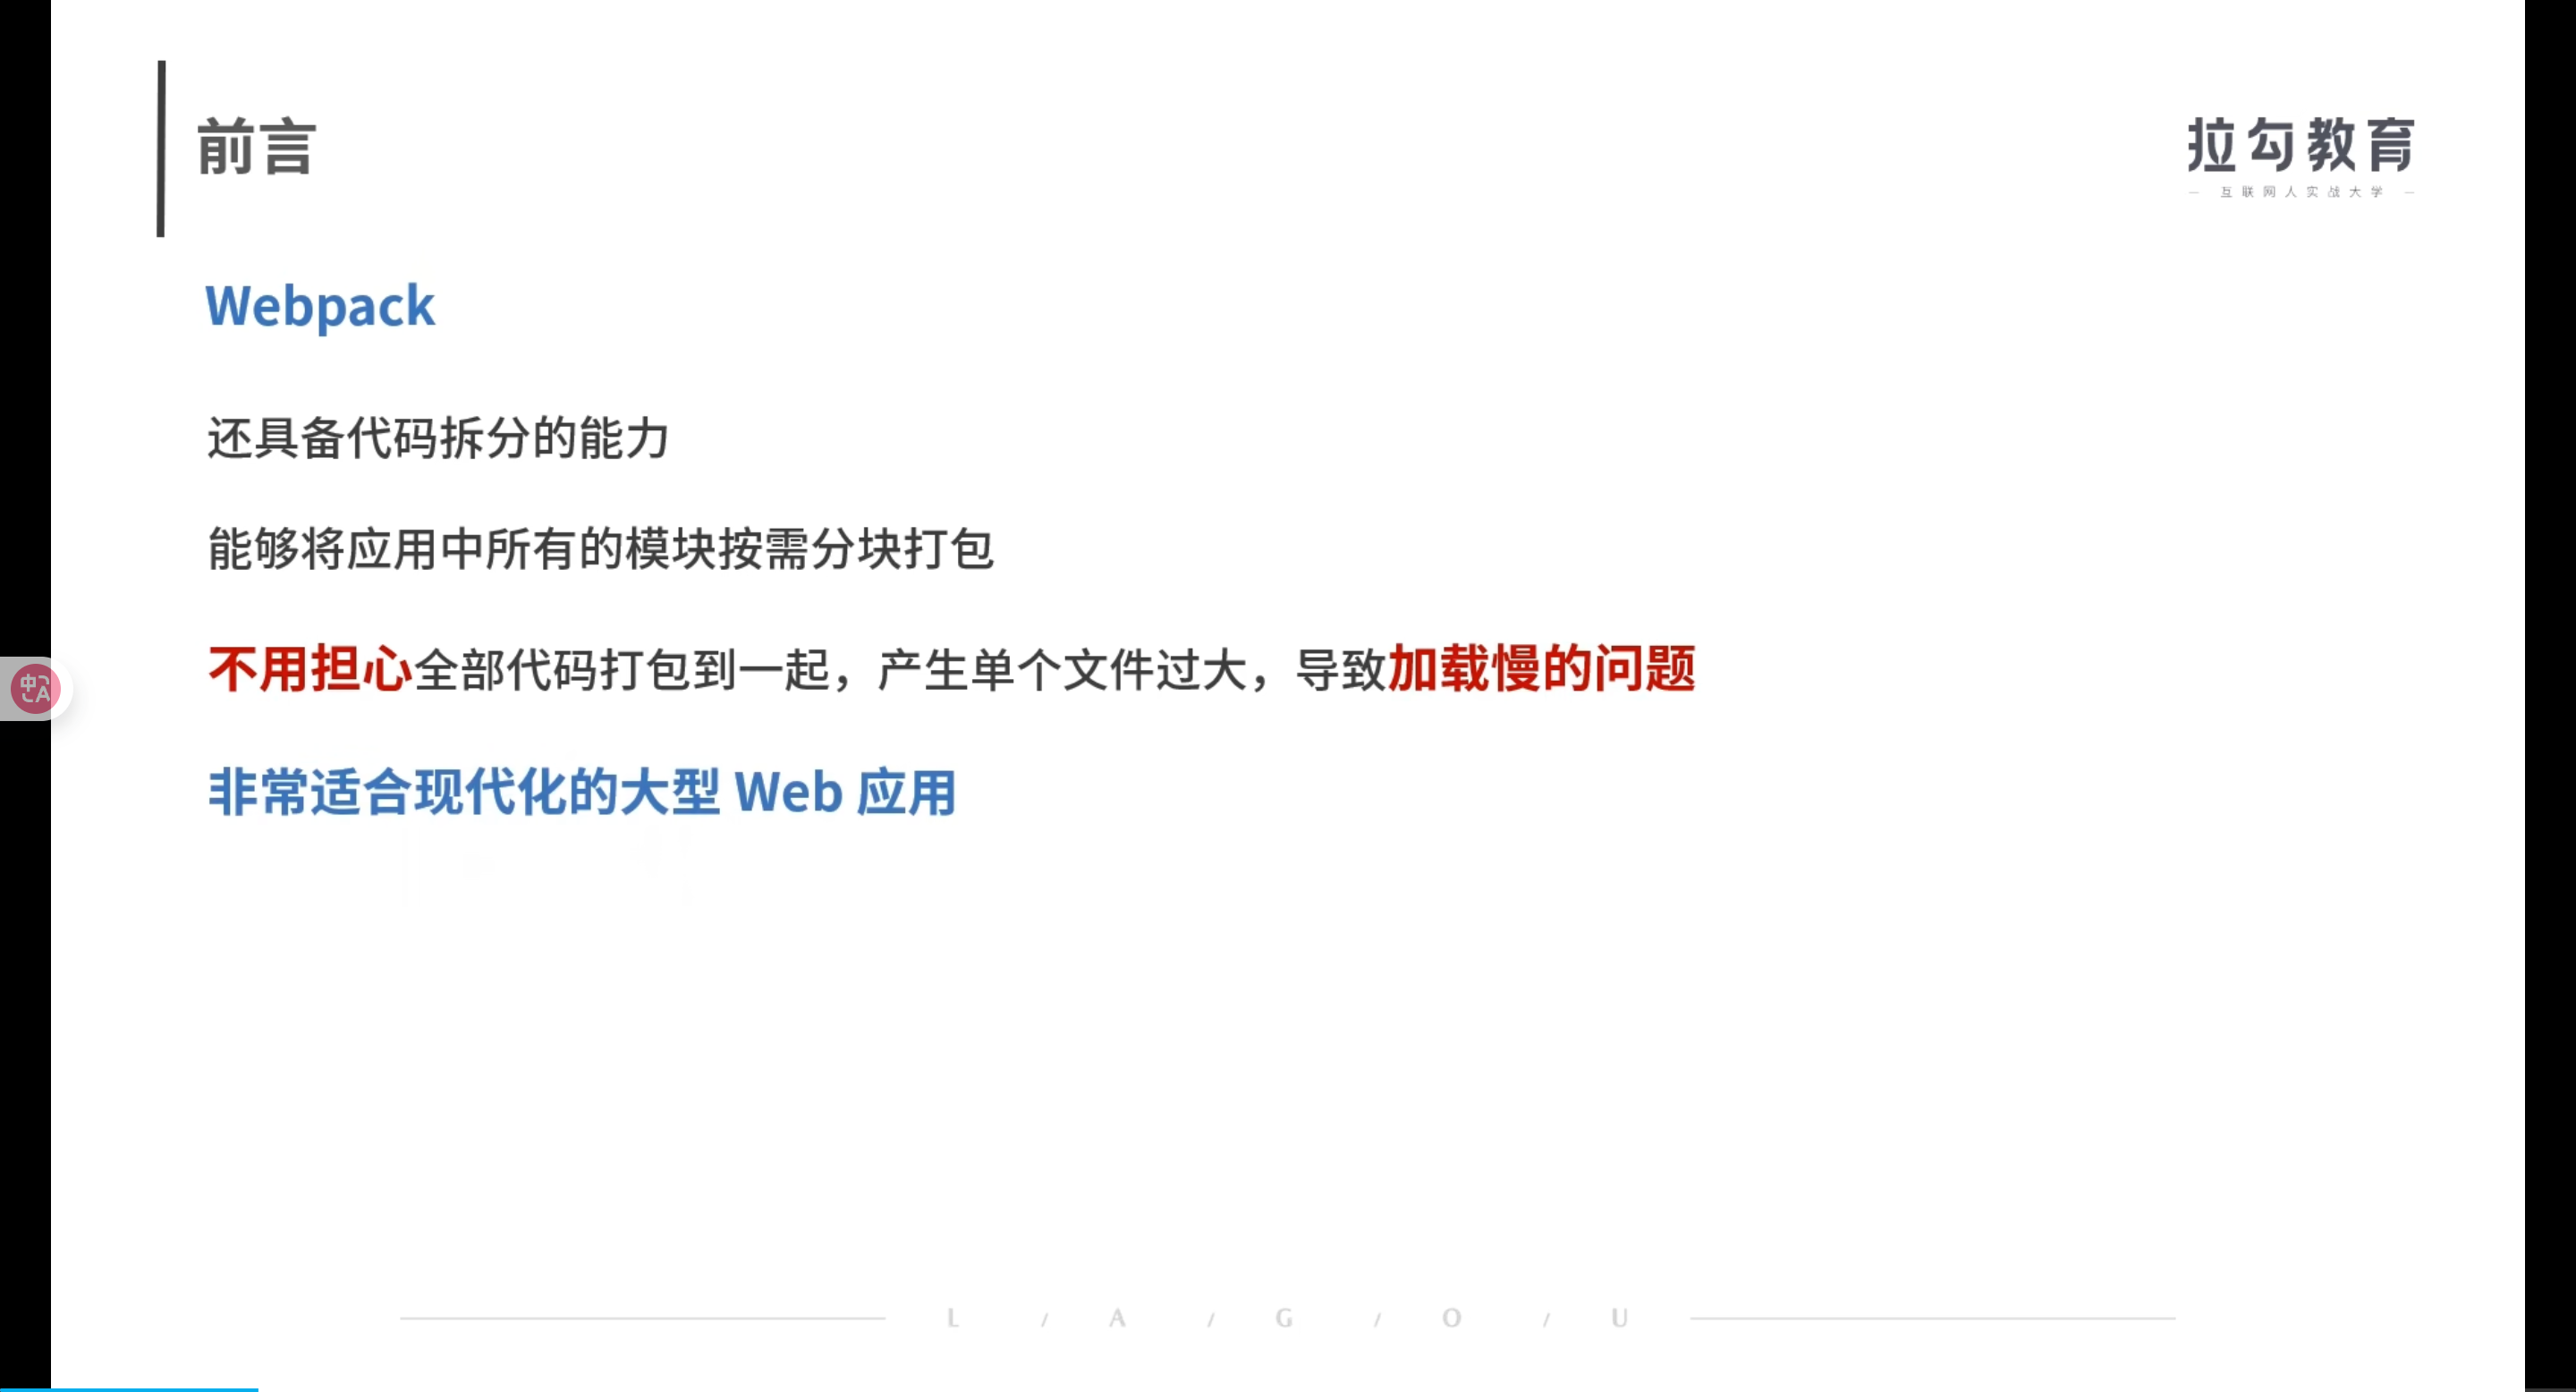 前言
拉勾教育
— 互联网人实战大学 —
Webpack
还具备代码拆分的能力
能够将应用中所有的模块按需分块打包
不用担心全部代码打包到一起，产生单个文件过大，导致加载慢的问题
中A
非常适合现代化的大型 Web 应用
L / A / G / O / U